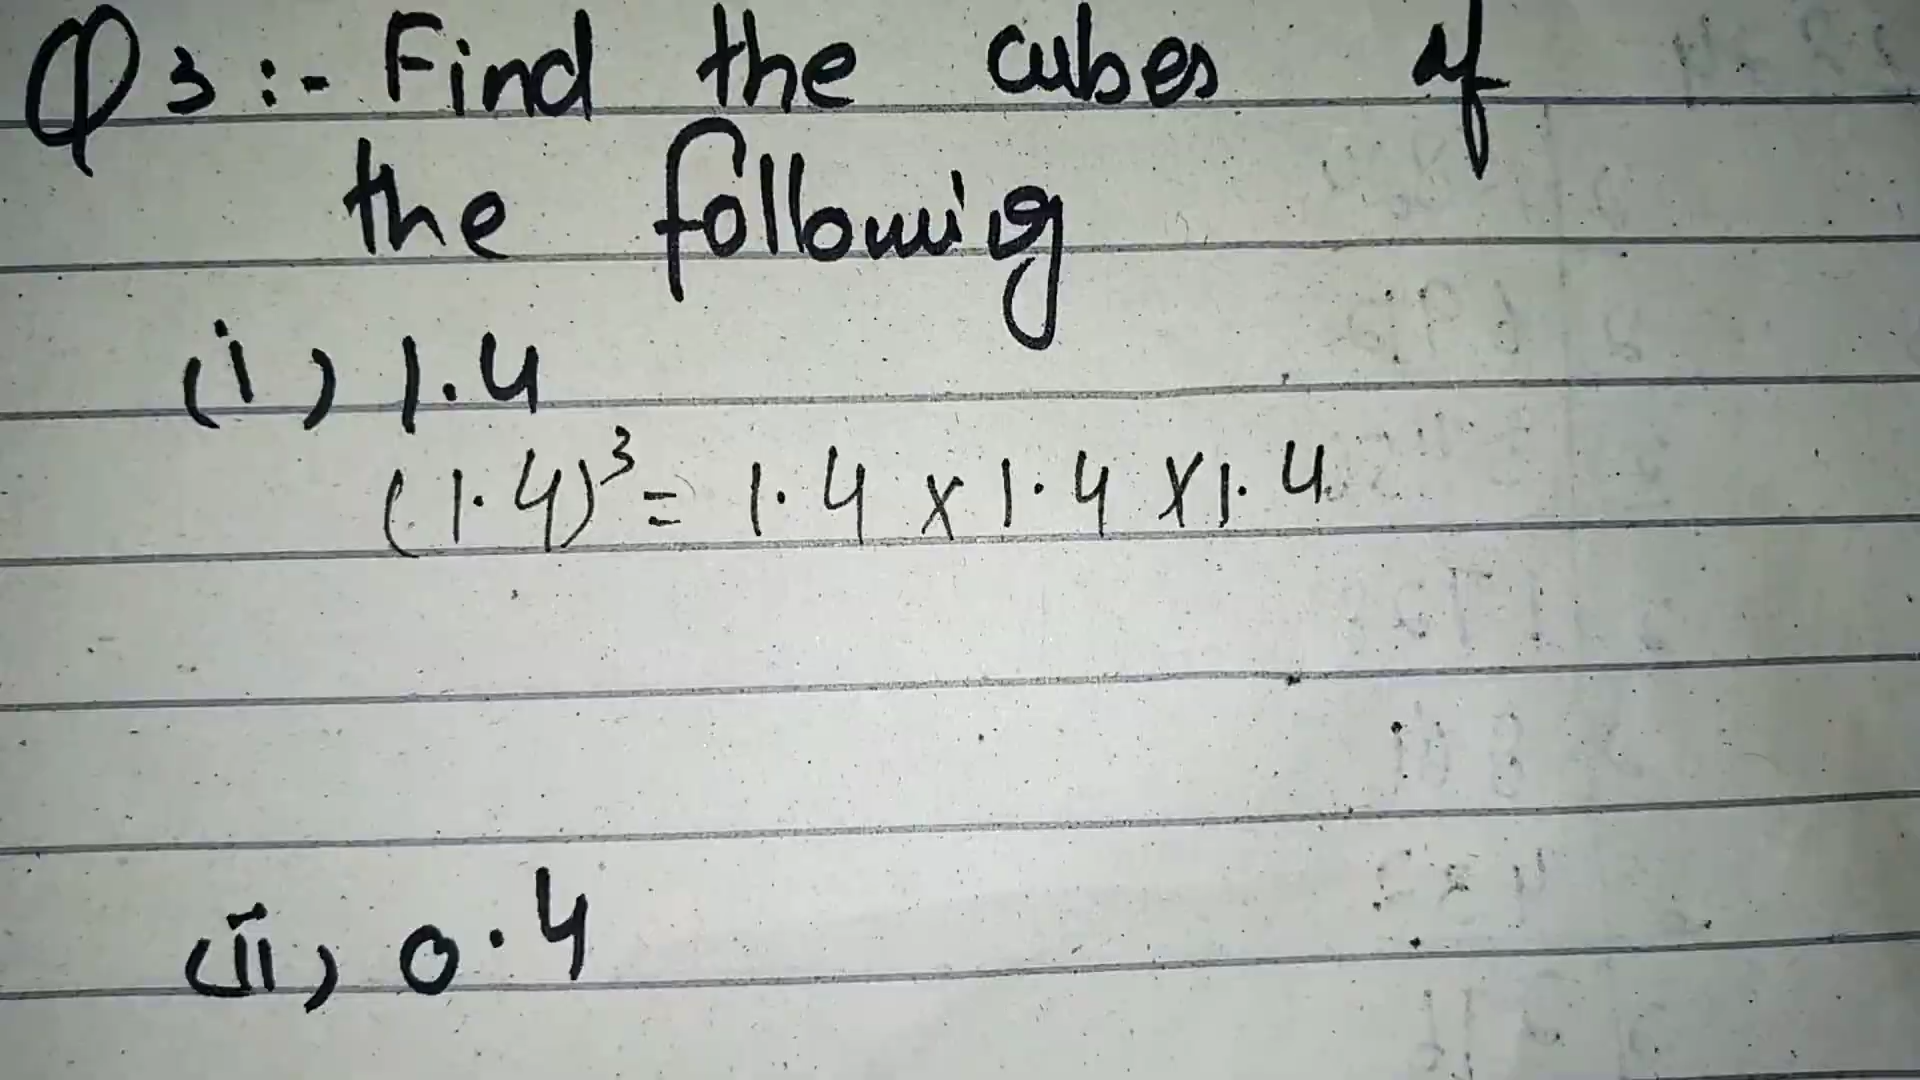 Q3:- Find the cubes of
the followig
(i) 1.4
(1.4)³ = 1.4 x 1.4 x 1.4
(ii) 0.4